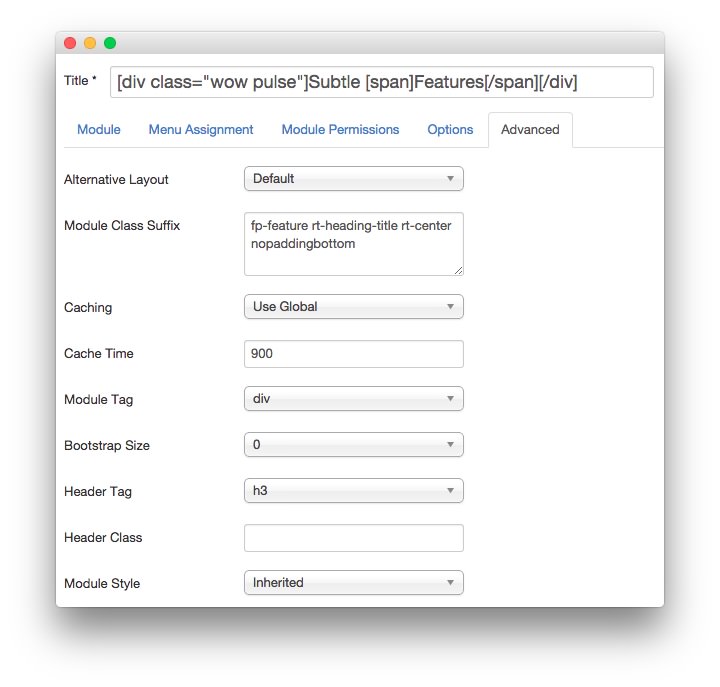 Title * [div class="wow pulse"]Subtle [span]Features[/span][/div]
Module Menu Assignment Module Permissions Options Advanced
Alternative Layout Default
Module Class Suffix fp-feature rt-heading-title rt-center
nopaddingbottom
Caching Use Global
Cache Time 900
Module Tag div
Bootstrap Size 0
Header Tag h3
Header Class
Module Style Inherited